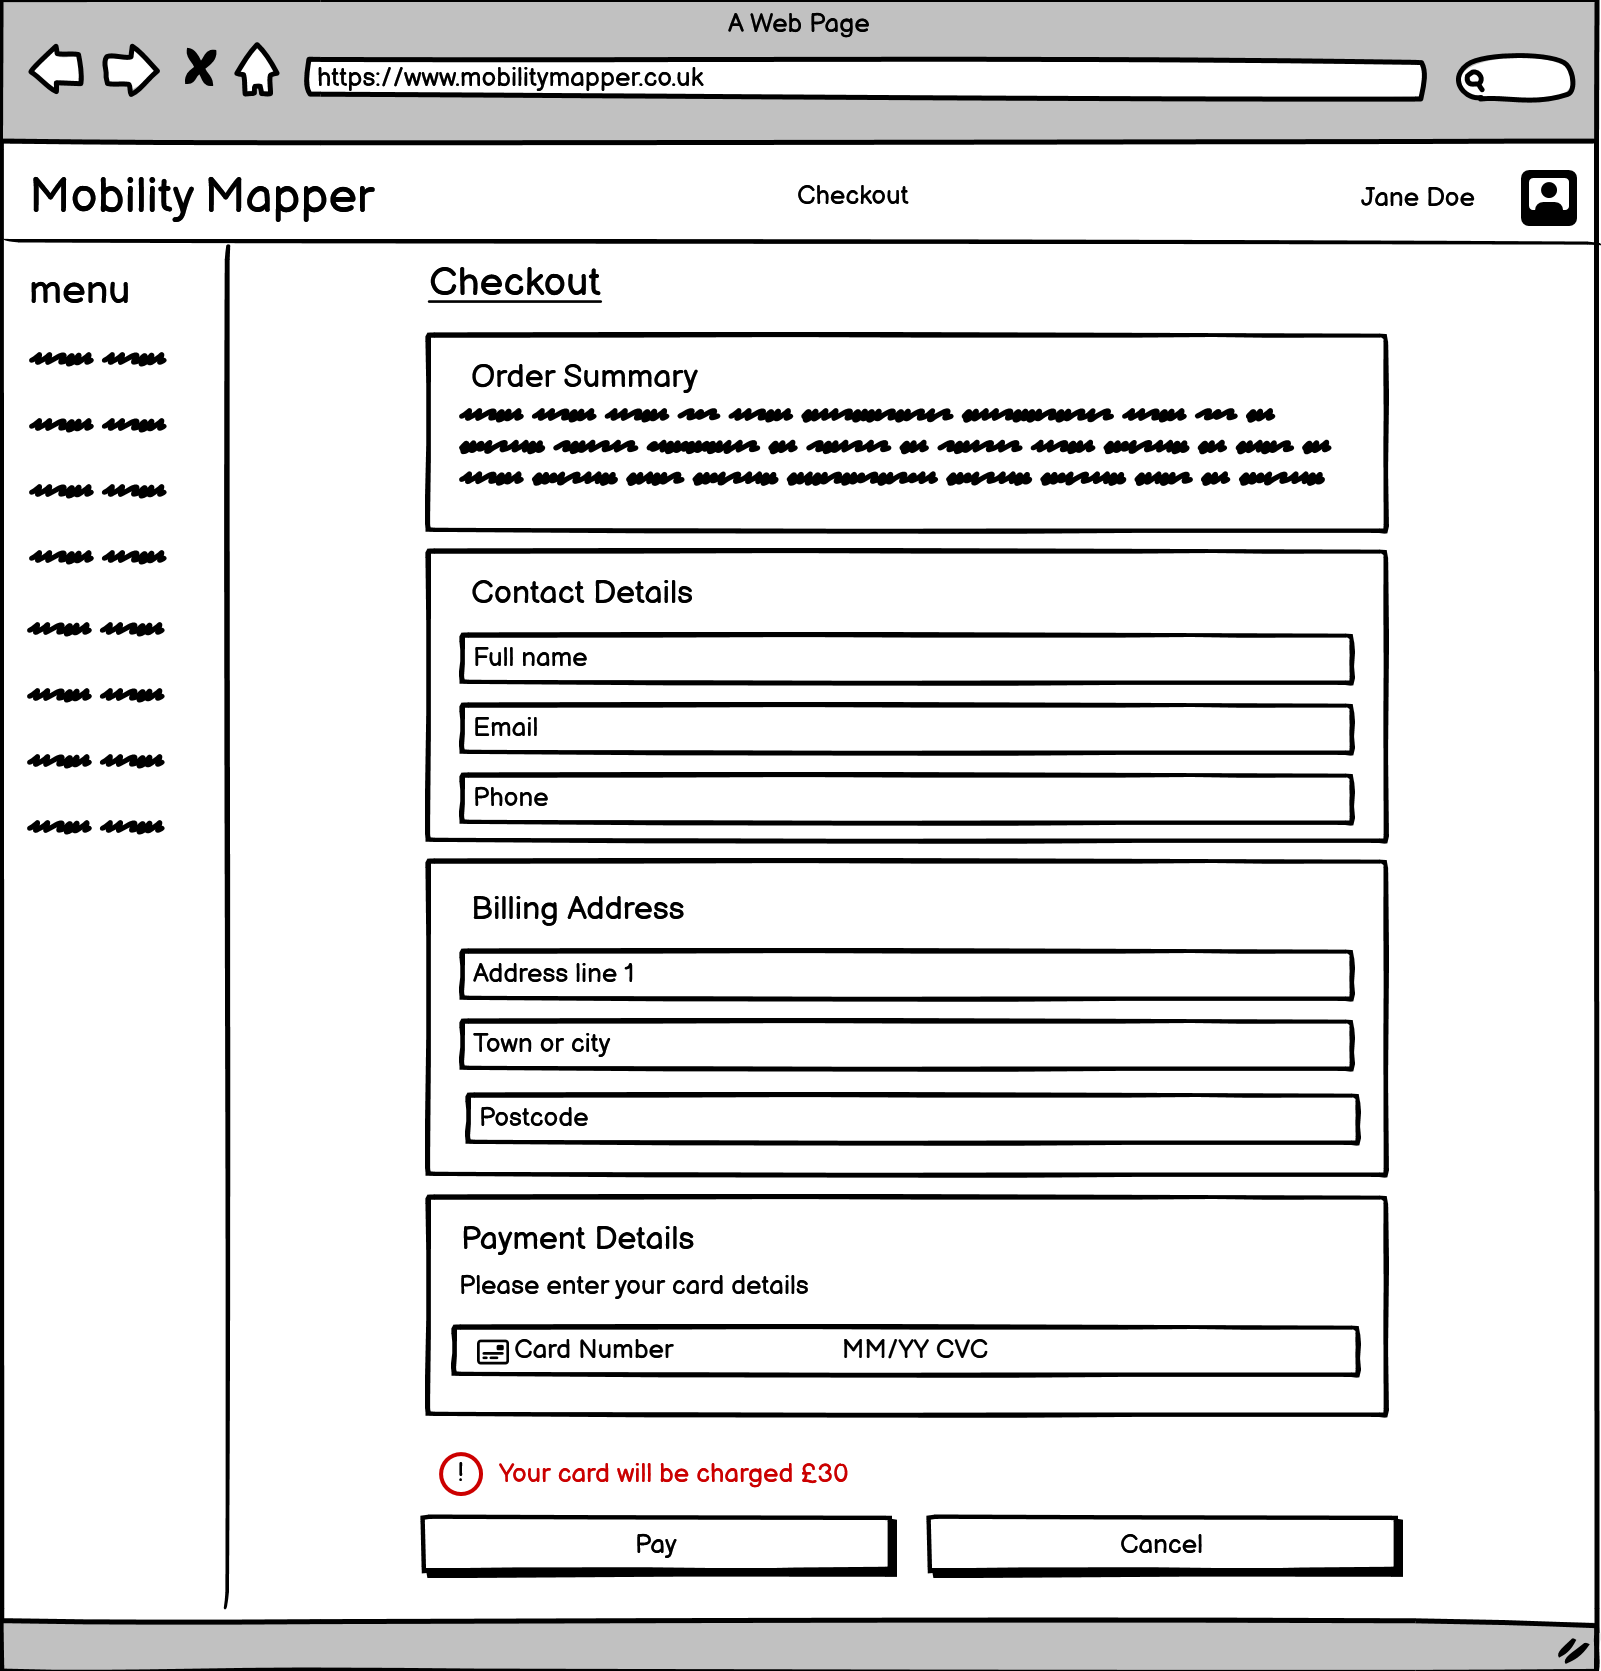 A Web Page
https://www.mobilitymapper.co.uk
Mobility Mapper
Checkout
Jane Doe
menu
Checkout
Order Summary
Contact Details
Full name
Email
Phone
Billing Address
Address line 1
Town or city
Postcode
Payment Details
Please enter your card details
Card Number MM/YY CVC
! Your card will be charged £30
Pay
Cancel